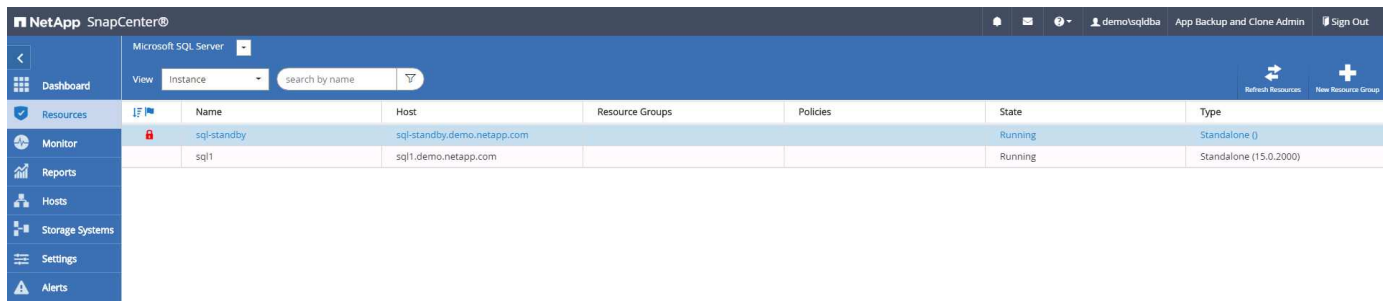 NetApp SnapCenter® demo\sqldba App Backup and Clone Admin Sign Out
Microsoft SQL Server
View Instance search by name
Refresh Resources New Resource Group
Dashboard
Resources
Monitor
Reports
Hosts
Storage Systems
Settings
Alerts
Name Host Resource Groups Policies State Type
sql-standby sql-standby.demo.netapp.com Running Standalone ()
sql1 sql1.demo.netapp.com Running Standalone (15.0.2000)